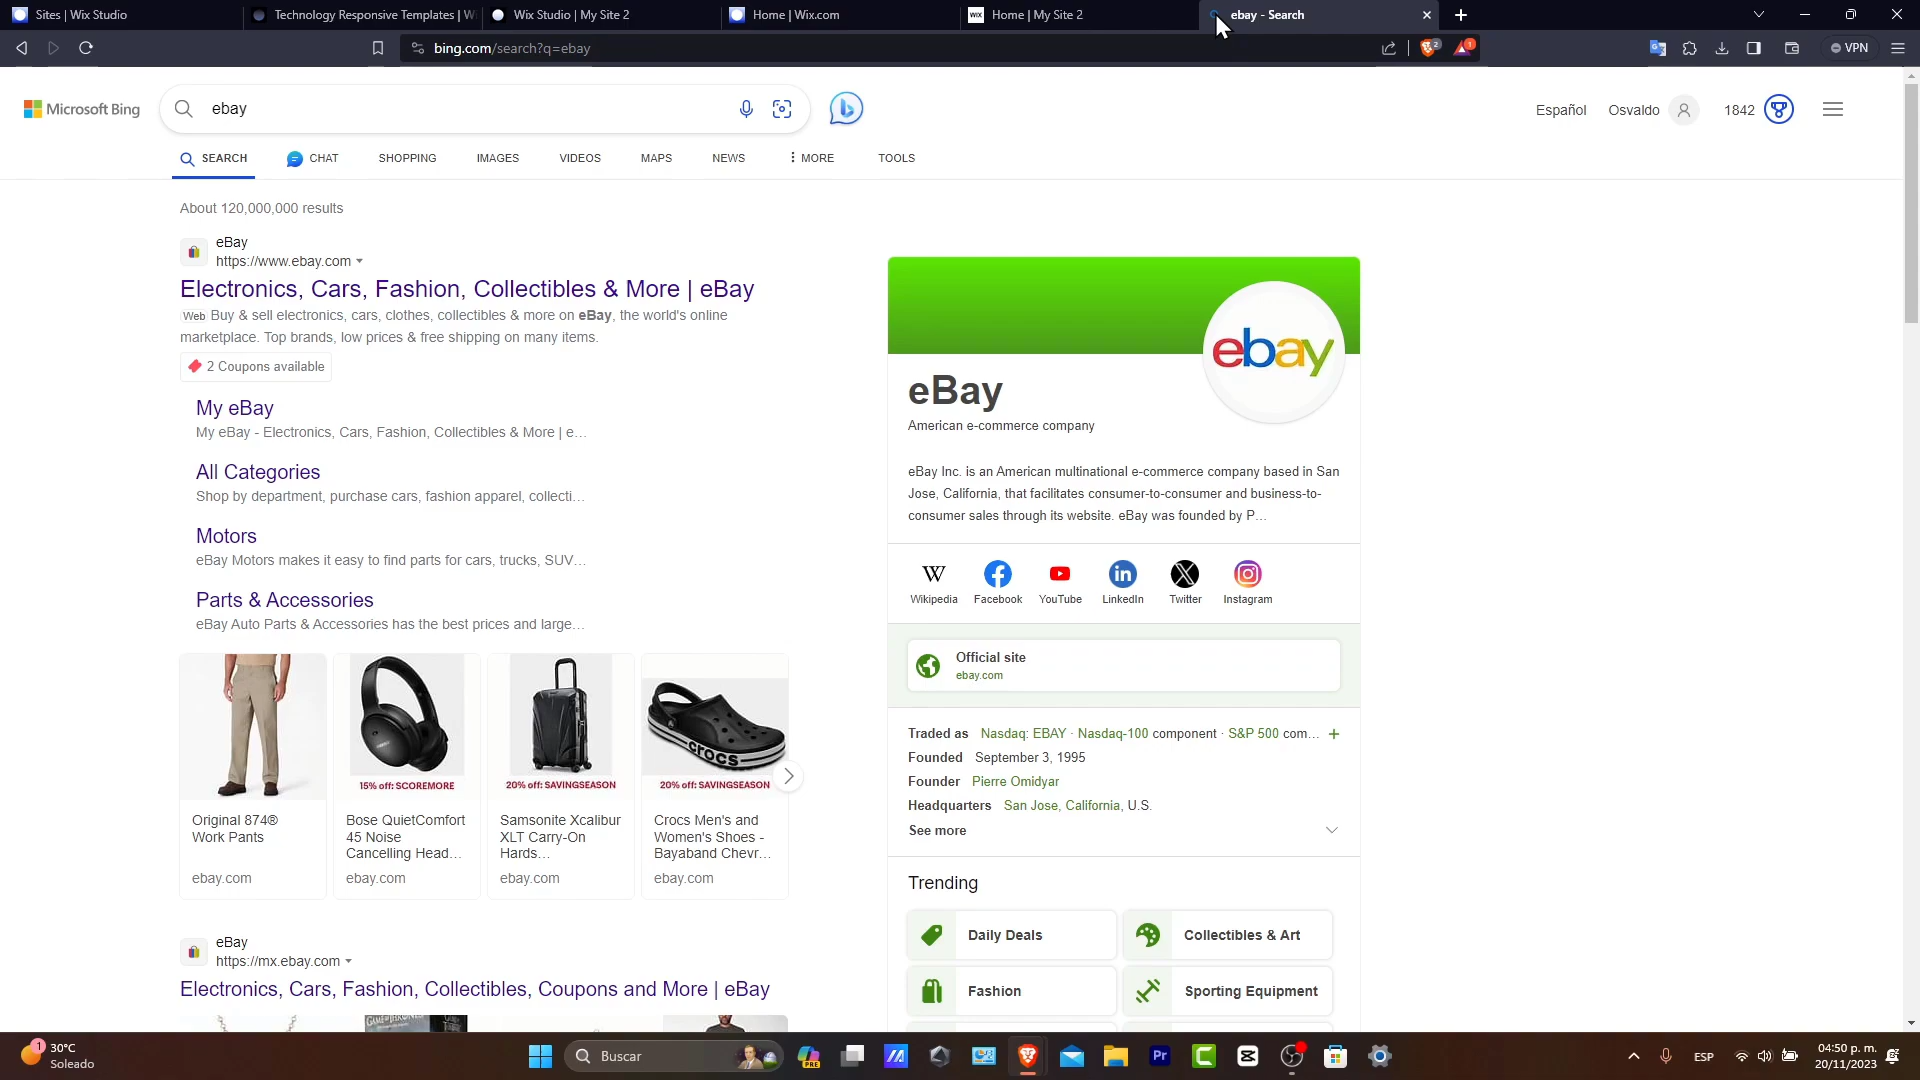 Sites | Wix Studio
Technology Responsive Templates | W
Wix Studio | My Site 2
Home | Wix.com
WIX Home | My Site 2
ebay - Search
bing.com/search?q=ebay
2
1
VPN
Microsoft Bing
ebay
Español
Osvaldo
1842
SEARCH
CHAT
SHOPPING
IMAGES
VIDEOS
MAPS
NEWS
MORE
TOOLS
About 120,000,000 results
eBay
https://www.ebay.com
Electronics, Cars, Fashion, Collectibles & More | eBay
Web Buy & sell electronics, cars, clothes, collectibles & more on eBay, the world's online
marketplace. Top brands, low prices & free shipping on many items.
2 Coupons available
My eBay
My eBay - Electronics, Cars, Fashion, Collectibles & More | e...
All Categories
Shop by department, purchase cars, fashion apparel, collecti...
Motors
eBay Motors makes it easy to find parts for cars, trucks, SUV...
Parts & Accessories
eBay Auto Parts & Accessories has the best prices and large...
15% off: SCOREMORE
20% off: SAVINGSEASON
crocs
20% off: SAVINGSEASON
Original 874®
Work Pants
ebay.com
Bose QuietComfort
45 Noise
Cancelling Head...
ebay.com
Samsonite Xcalibur
XLT Carry-On
Hards...
ebay.com
Crocs Men's and
Women's Shoes -
Bayaband Chevr...
ebay.com
eBay
https://mx.ebay.com
Electronics, Cars, Fashion, Collectibles, Coupons and More | eBay
GAME OF THRONES
ebay
eBay
American e-commerce company
eBay Inc. is an American multinational e-commerce company based in San
Jose, California, that facilitates consumer-to-consumer and business-to-
consumer sales through its website. eBay was founded by P...
Wikipedia
Facebook
YouTube
LinkedIn
Twitter
Instagram
Official site
ebay.com
Traded as Nasdaq: EBAY · Nasdaq-100 component · S&P 500 com...
Founded September 3, 1995
Founder Pierre Omidyar
Headquarters San Jose, California, U.S.
See more
Trending
Daily Deals
Collectibles & Art
Fashion
Sporting Equipment
1
30°C
Soleado
Buscar
PRE
Pr
ESP
04:50 p. m.
20/11/2023